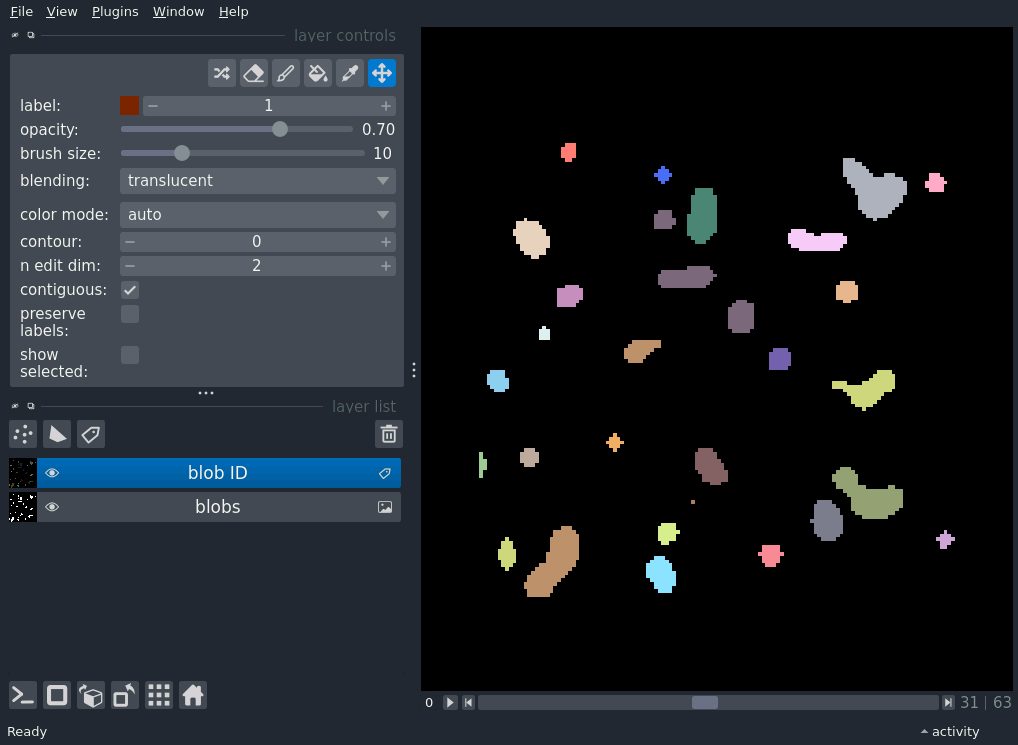 File View Plugins Window Help
layer controls
label: 1
opacity: 0.70
brush size: 10
blending: translucent
color mode: auto
contour: 0
n edit dim: 2
contiguous:
preserve
labels:
show
selected:
layer list
blob ID
blobs
0 31 | 63
Ready activity